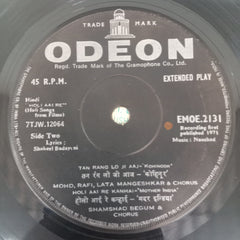 TRADE MARK
ODEON
Regd. Trade Mark of The Gramophone Co., Ltd.
45 R.P.M.
EXTENDED PLAY
Hindi
"HOLI AAI RE"
(Holi Songs from Films)
TTJW.12064
EMOE.2131
Recording first published 1971
Side Two
Lyrics:
Shakeel Badayuni
Music: Naushad
TAN RANG LO JI AAJ—"KOHINOOR"
तन रंग लो जी आज — "कोहिनूर"
MOHD. RAFI, LATA MANGESHKAR & CHORUS
HOLI AAI RE KANHAI—"MOTHER INDIA"
होली आई रे कन्हाई — "मदर इण्डिया"
SHAMSHAD BEGUM &
CHORUS